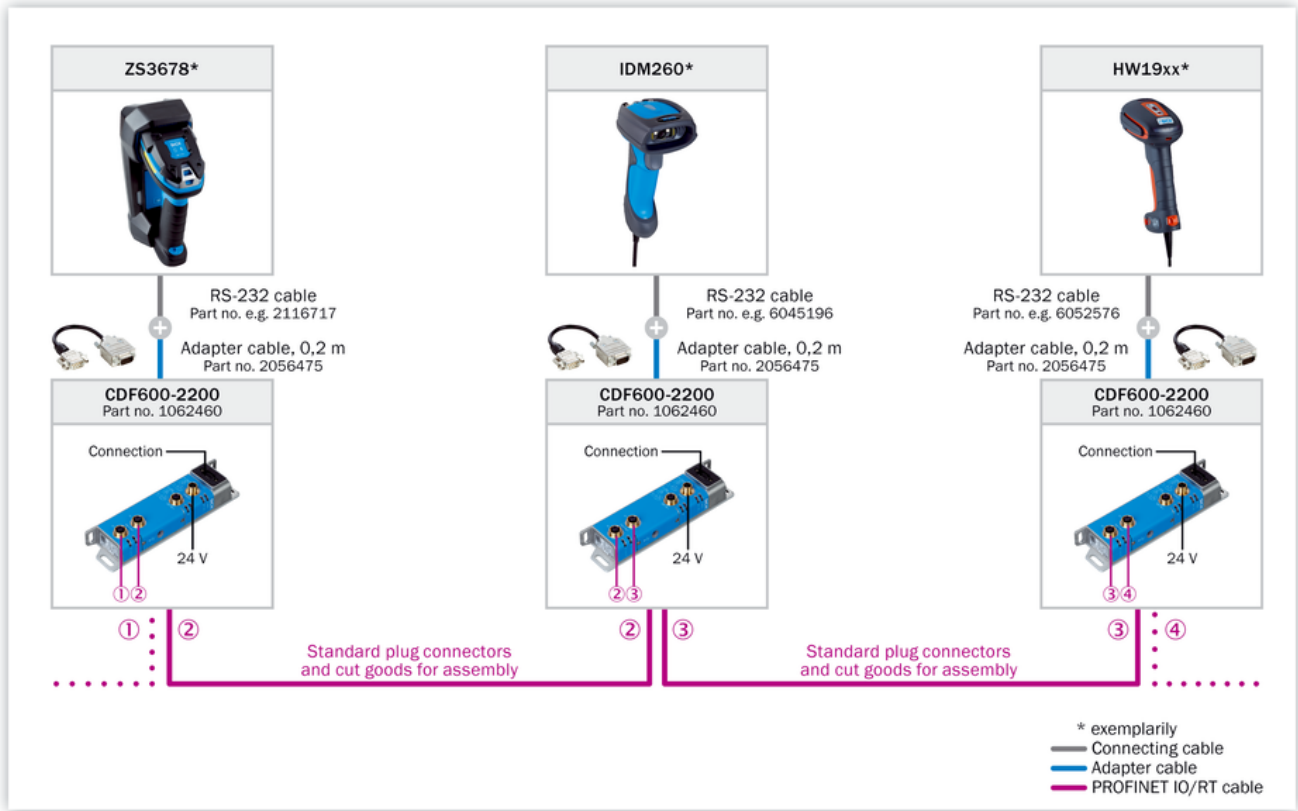 ZS3678*
IDM260*
HW19xx*
RS-232 cable
Part no. e.g. 2116717
Adapter cable, 0,2 m
Part no. 2056475
RS-232 cable
Part no. e.g. 6045196
Adapter cable, 0,2 m
Part no. 2056475
RS-232 cable
Part no. e.g. 6052576
Adapter cable, 0,2 m
Part no. 2056475
CDF600-2200
Part no. 1062460
Connection
24 V
①②
CDF600-2200
Part no. 1062460
Connection
24 V
②③
CDF600-2200
Part no. 1062460
Connection
24 V
③④
① ②
② ③
③ ④
Standard plug connectors
and cut goods for assembly
Standard plug connectors
and cut goods for assembly
* exemplarily
Connecting cable
Adapter cable
PROFINET IO/RT cable